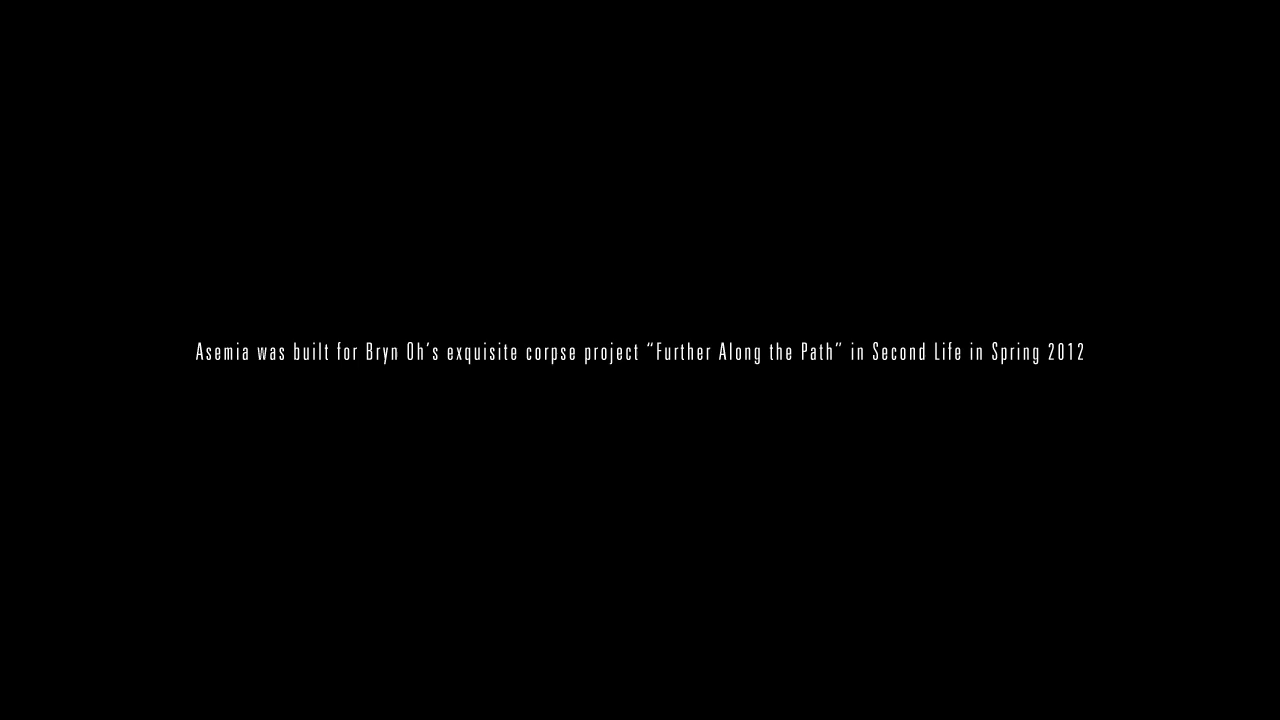 Asemia was built for Bryn Oh’s exquisite corpse project “Further Along the Path” in Second Life in Spring 2012